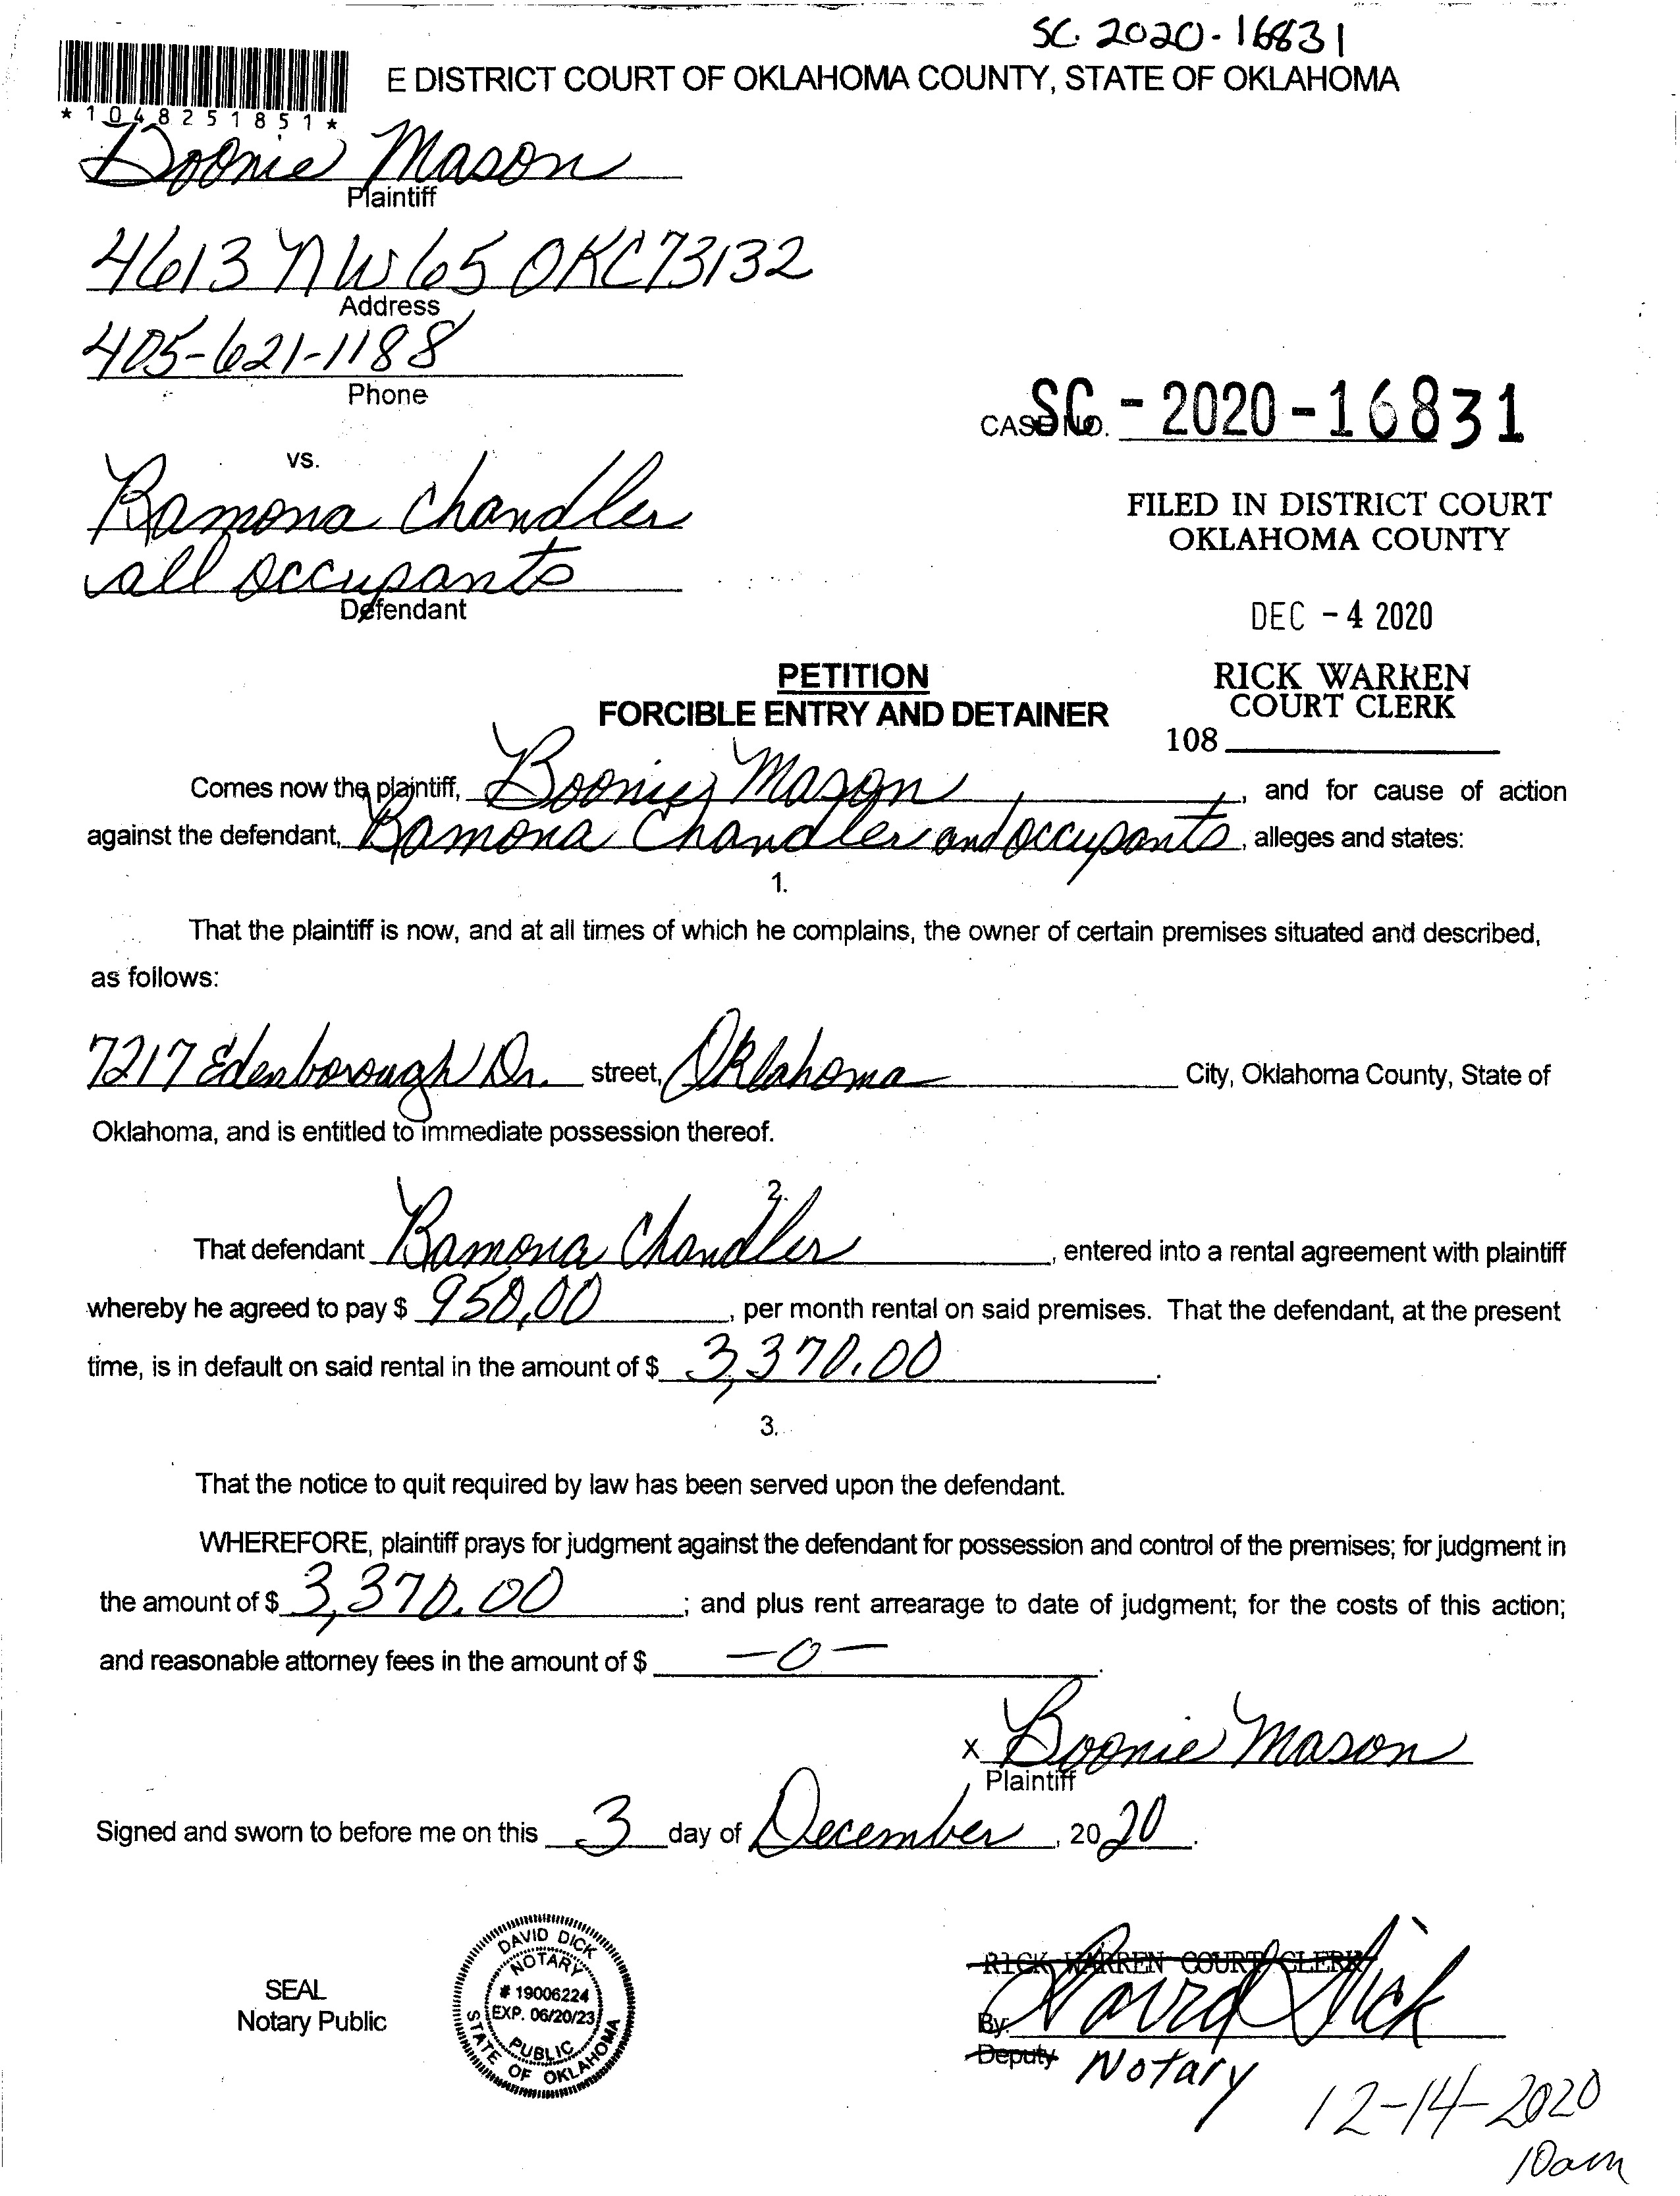 SC. 2020-16831
E DISTRICT COURT OF OKLAHOMA COUNTY, STATE OF OKLAHOMA
*1048251851*
Boonie Mason
Plaintiff
4613 NW 65 OKC 73132
Address
405-621-1188
Phone
CASE NO. SC - 2020 - 16831
vs.
FILED IN DISTRICT COURT
OKLAHOMA COUNTY
Ramona Chandler
all occupants
Defendant
DEC - 4 2020
PETITION
FORCIBLE ENTRY AND DETAINER
RICK WARREN
COURT CLERK
108
Comes now the plaintiff, Boonie Mason, and for cause of action
against the defendant, Ramona Chandler and occupants, alleges and states:
1.
That the plaintiff is now, and at all times of which he complains, the owner of certain premises situated and described,
as follows:
7217 Edenborough Dr. street, Oklahoma City, Oklahoma County, State of
Oklahoma, and is entitled to immediate possession thereof.
2.
That defendant Ramona Chandler, entered into a rental agreement with plaintiff
whereby he agreed to pay $ 950.00, per month rental on said premises. That the defendant, at the present
time, is in default on said rental in the amount of $ 3,370.00.
3.
That the notice to quit required by law has been served upon the defendant.
WHEREFORE, plaintiff prays for judgment against the defendant for possession and control of the premises; for judgment in
the amount of $ 3,370.00; and plus rent arrearage to date of judgment; for the costs of this action;
and reasonable attorney fees in the amount of $ -0-.
X Boonie Mason
Plaintiff
Signed and sworn to before me on this 3 day of December, 2020.
SEAL
Notary Public
DAVID DICK
NOTARY
# 19006224
EXP. 06/20/23
PUBLIC
STATE OF OKLAHOMA
RICK WARREN COURT CLERK
By: David Dick
Deputy Notary
12-14-2020
10am